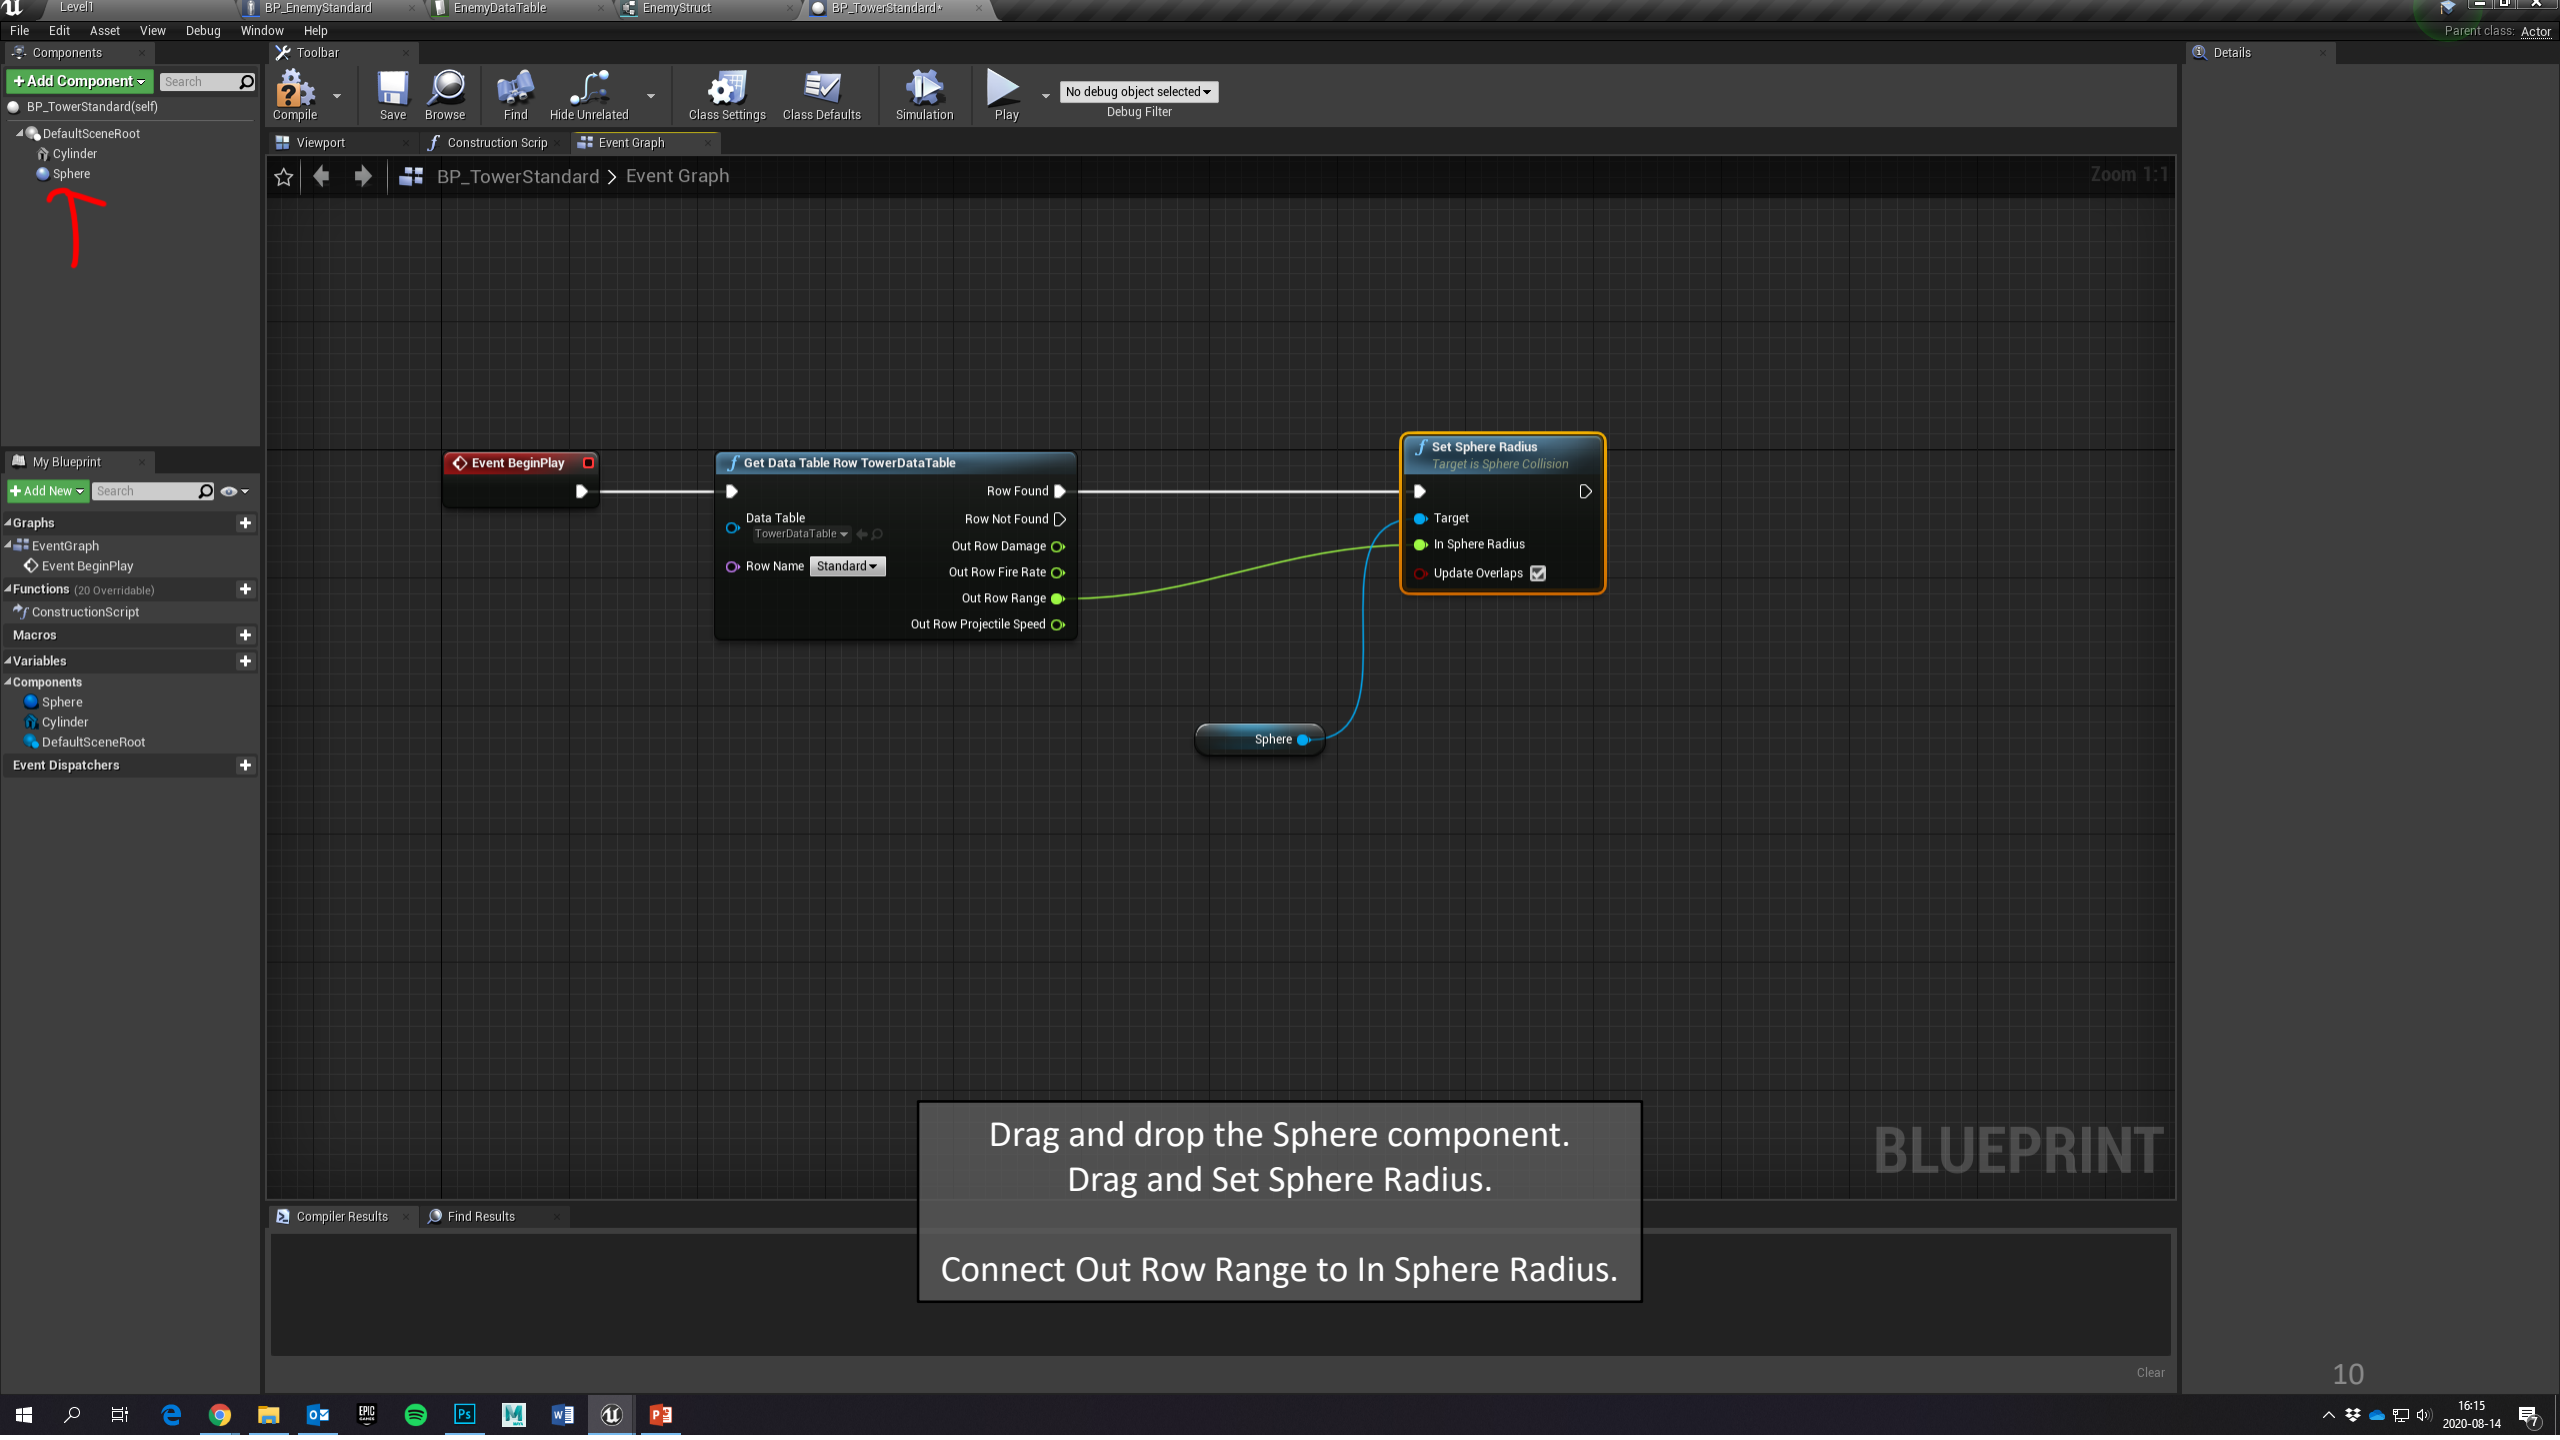 Level1
BP_EnemyStandard
EnemyDataTable
EnemyStruct
BP_TowerStandard*
File Edit Asset View Debug Window Help
Parent class: Actor
Components
Toolbar
Details
+Add Component
Search
BP_TowerStandard(self)
DefaultSceneRoot
Cylinder
Sphere
Compile
Save
Browse
Find
Hide Unrelated
Class Settings
Class Defaults
Simulation
Play
No debug object selected
Debug Filter
Viewport
Construction Scrip
Event Graph
BP_TowerStandard > Event Graph
Zoom 1:1
My Blueprint
+Add New
Search
Graphs
EventGraph
Event BeginPlay
Functions (20 Overridable)
ConstructionScript
Macros
Variables
Components
Sphere
Cylinder
DefaultSceneRoot
Event Dispatchers
Event BeginPlay
Get Data Table Row TowerDataTable
Row Found
Data Table
TowerDataTable
Row Not Found
Out Row Damage
Row Name Standard
Out Row Fire Rate
Out Row Range
Out Row Projectile Speed
Set Sphere Radius
Target is Sphere Collision
Target
In Sphere Radius
Update Overlaps
Sphere
BLUEPRINT
Drag and drop the Sphere component.
Drag and Set Sphere Radius.
Connect Out Row Range to In Sphere Radius.
Compiler Results
Find Results
Clear
10
EPIC GAMES
Ps
M
16:15
2020-08-14
7